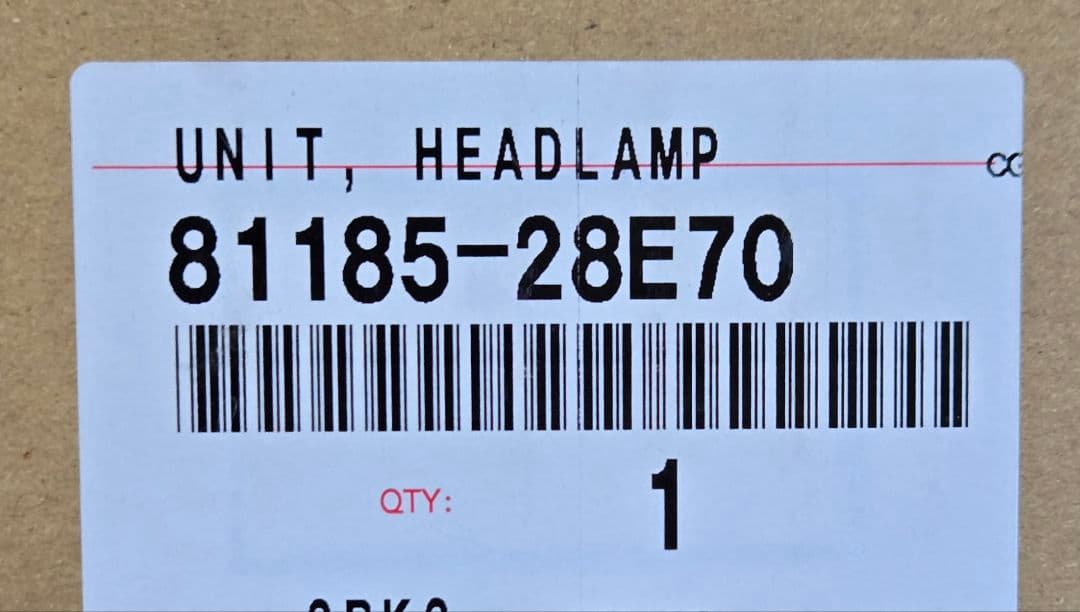 UNIT, HEADLAMP
81185-28E70
QTY: 1